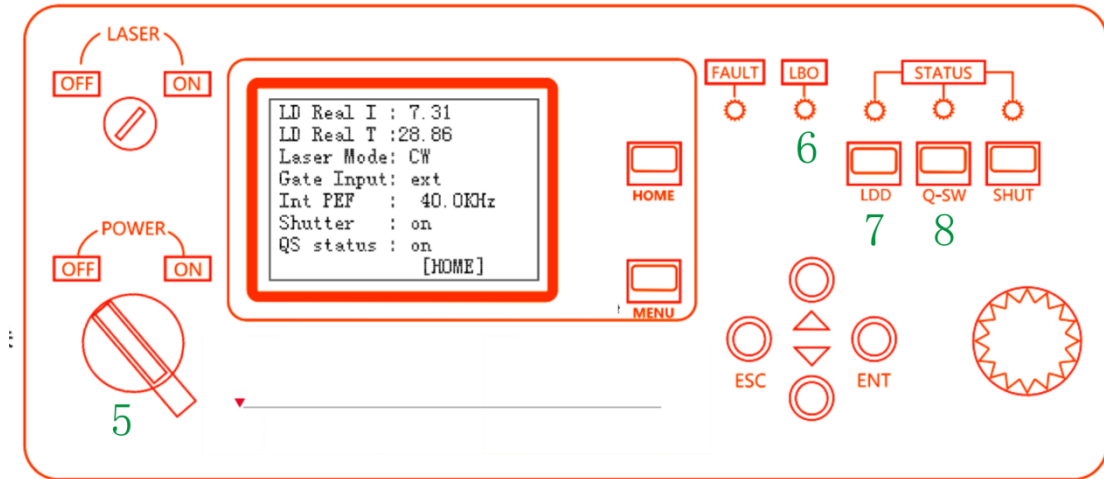 LASER
OFF
ON
POWER
OFF
ON
5
LD Real I : 7.31
LD Real T :28.86
Laser Mode: CW
Gate Input: ext
Int PEF : 40.0KHz
Shutter : on
QS status : on
[HOME]
HOME
MENU
FAULT
LBO
STATUS
6
LDD
Q-SW
SHUT
7
8
ESC
ENT